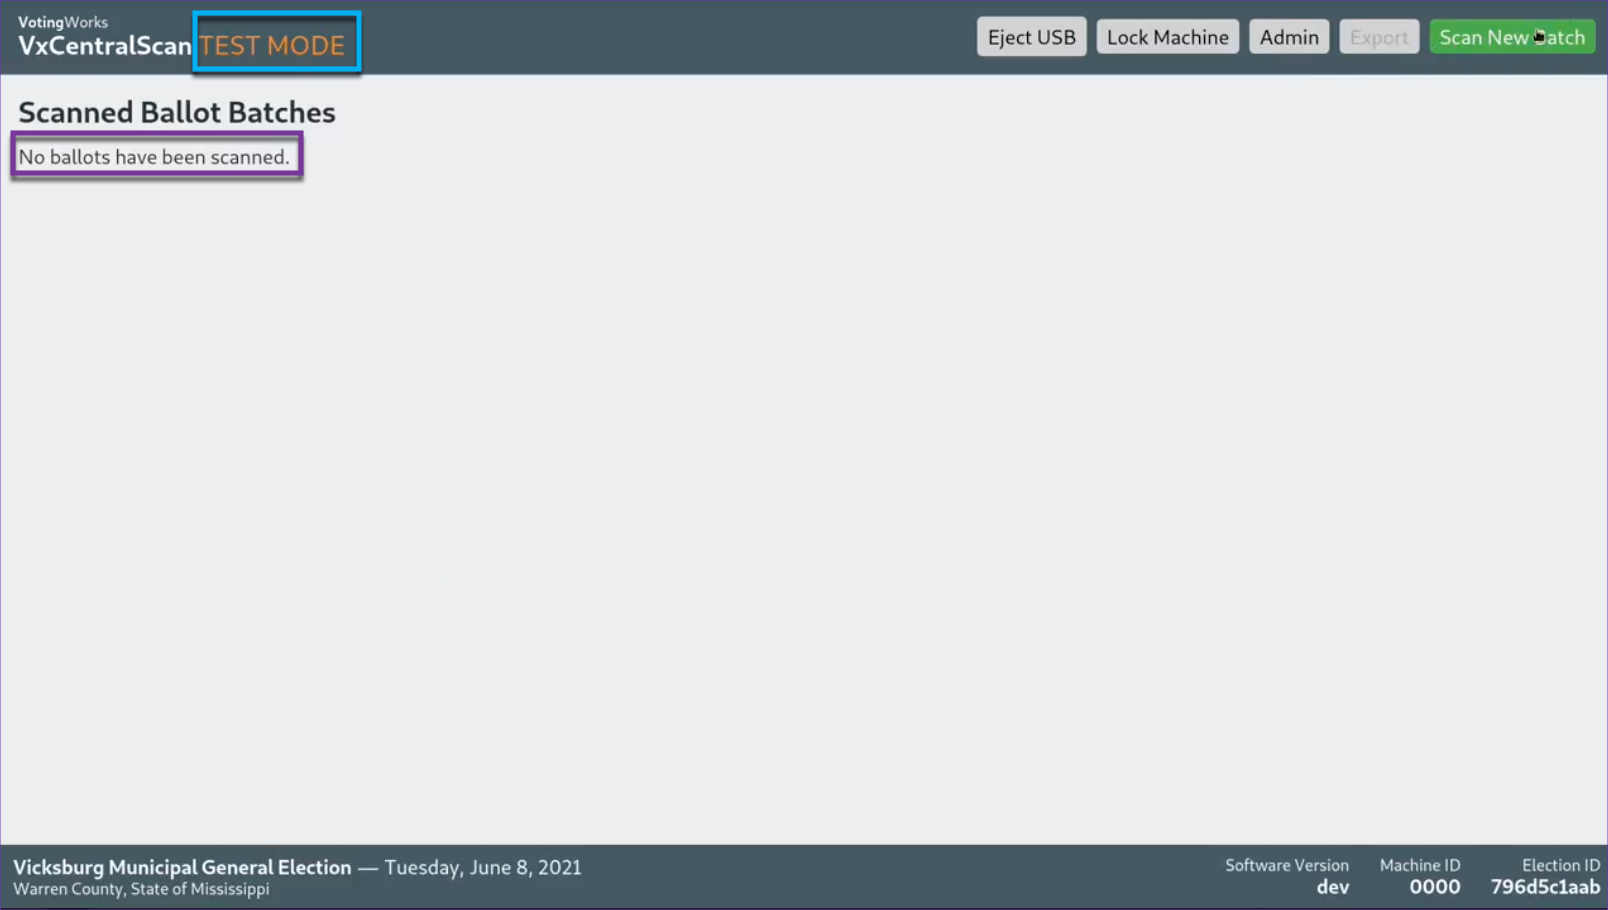 VotingWorks
VxCentralScan TEST MODE
Eject USB
Lock Machine
Admin
Export
Scan New Batch
Scanned Ballot Batches
No ballots have been scanned.
Vicksburg Municipal General Election — Tuesday, June 8, 2021
Warren County, State of Mississippi
Software Version
dev
Machine ID
0000
Election ID
796d5c1aab